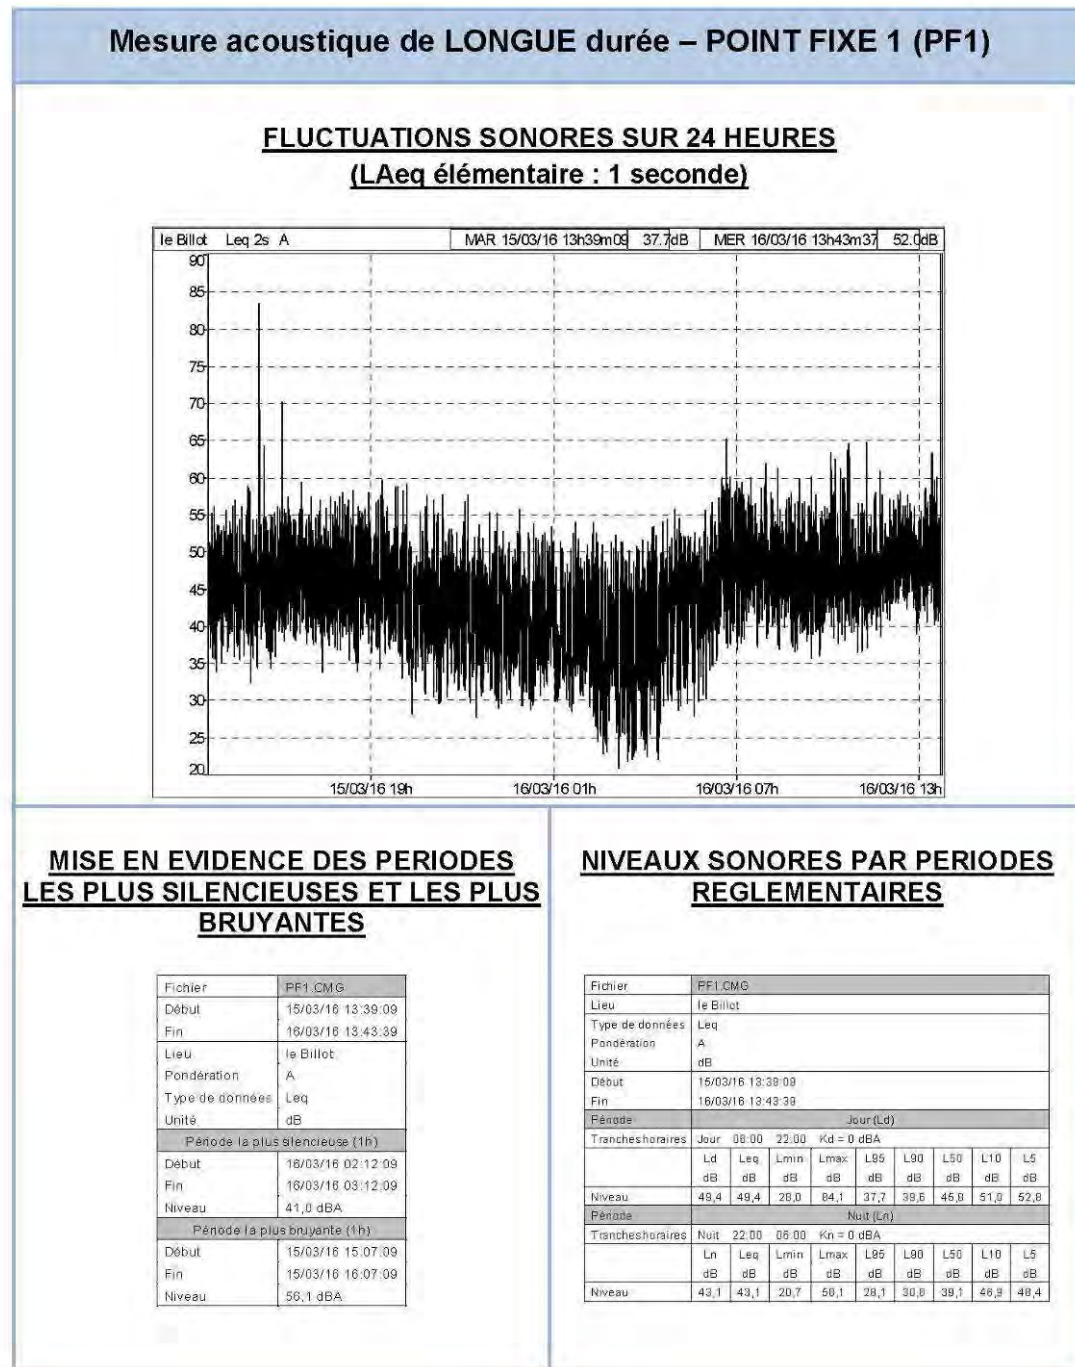 Mesure acoustique de LONGUE durée – POINT FIXE 1 (PF1)
FLUCTUATIONS SONORES SUR 24 HEURES
(LAeq élémentaire : 1 seconde)
le Billot Leq 2s A MAR 15/03/16 13h39m09 37.7dB MER 16/03/16 13h43m37 52.0dB
90
85
80
75
70
65
60
55
50
45
40
35
30
25
20
15/03/16 19h 16/03/16 01h 16/03/16 07h 16/03/16 13h
MISE EN EVIDENCE DES PERIODES
LES PLUS SILENCIEUSES ET LES PLUS
BRUYANTES
Fichier PF1.CMG
Début 15/03/16 13:39:09
Fin 16/03/16 13:43:39
Lieu le Billot
Pondération A
Type de données Leq
Unité dB
Période la plus silencieuse (1h)
Début 16/03/16 02:12:09
Fin 16/03/16 03:12:09
Niveau 41,0 dBA
Période la plus bruyante (1h)
Début 15/03/16 15:07:09
Fin 15/03/16 16:07:09
Niveau 56,1 dBA
NIVEAUX SONORES PAR PERIODES
REGLEMENTAIRES
Fichier PF1.CMG
Lieu le Billot
Type de données Leq
Pondération A
Unité dB
Début 15/03/16 13:39:09
Fin 16/03/16 13:43:39
Période Jour (Ld)
Tranches horaires Jour 06:00 22:00 Kd = 0 dBA
Ld Leq Lmin Lmax L95 L90 L50 L10 L5
dB dB dB dB dB dB dB dB dB
Niveau 49,4 49,4 28,0 84,1 37,7 39,6 45,8 51,0 52,8
Période Nuit (Ln)
Tranches horaires Nuit 22:00 06:00 Kn = 0 dBA
Ln Leq Lmin Lmax L95 L90 L50 L10 L5
dB dB dB dB dB dB dB dB dB
Niveau 43,1 43,1 20,7 28,1 39,1 46,9 48,4